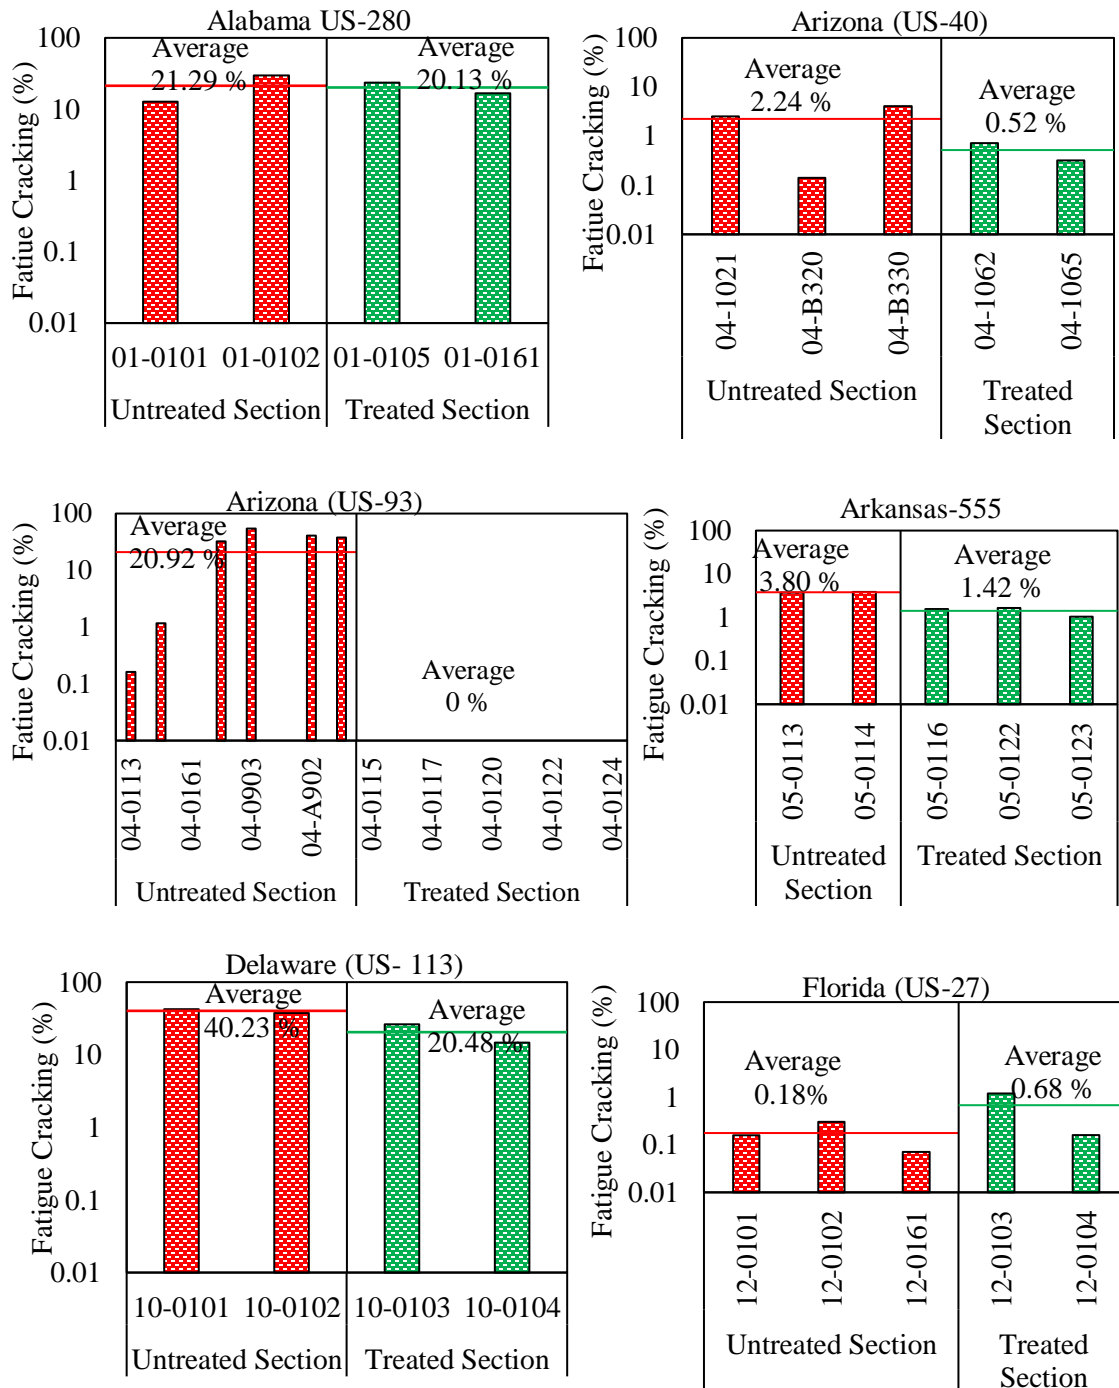 Alabama US-280
Fatiue Cracking (%)
100
10
1
0.1
0.01
Average
21.29 %
Average
20.13 %
01-0101
01-0102
01-0105
01-0161
Untreated Section
Treated Section
Arizona (US-40)
Fatiue Cracking (%)
100
10
1
0.1
0.01
Average
2.24 %
Average
0.52 %
04-1021
04-B320
04-B330
04-1062
04-1065
Untreated Section
Treated
Section
Arizona (US-93)
Fatiue Cracking (%)
100
10
1
0.1
0.01
Average
20.92 %
Average
0 %
04-0113
04-0161
04-0903
04-A902
04-0115
04-0117
04-0120
04-0122
04-0124
Untreated Section
Treated Section
Arkansas-555
Fatigue Cracking (%)
100
10
1
0.1
0.01
Average
3.80 %
Average
1.42 %
05-0113
05-0114
05-0116
05-0122
05-0123
Untreated
Section
Treated Section
Delaware (US- 113)
Fatigue Cracking (%)
100
10
1
0.1
0.01
Average
40.23 %
Average
20.48 %
10-0101
10-0102
10-0103
10-0104
Untreated Section
Treated Section
Florida (US-27)
Fatigue Cracking (%)
100
10
1
0.1
0.01
Average
0.18%
Average
0.68 %
12-0101
12-0102
12-0161
12-0103
12-0104
Untreated Section
Treated
Section